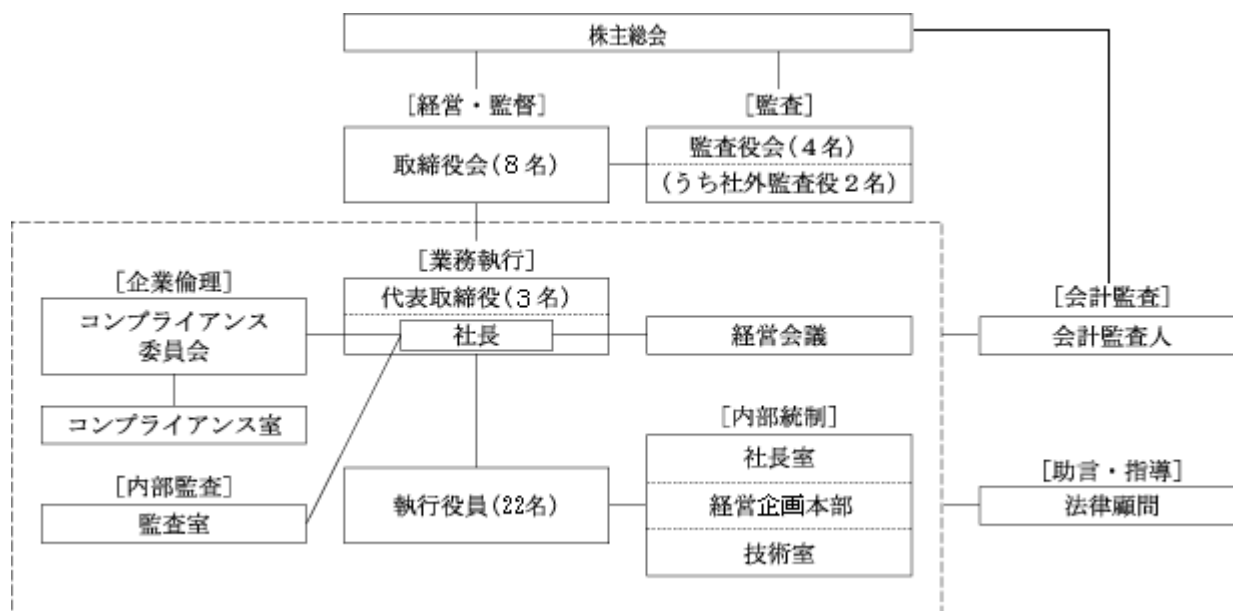 株主総会
[経営・監督]
[監査]
取締役会(8名)
監査役会(4名)
(うち社外監査役2名)
[業務執行]
[企業倫理]
代表取締役(3名)
[会計監査]
コンプライアンス
委員会
社長
経営会議
会計監査人
コンプライアンス室
[内部統制]
社長室
[内部監査]
[助言・指導]
監査室
執行役員(22名)
経営企画本部
法律顧問
技術室